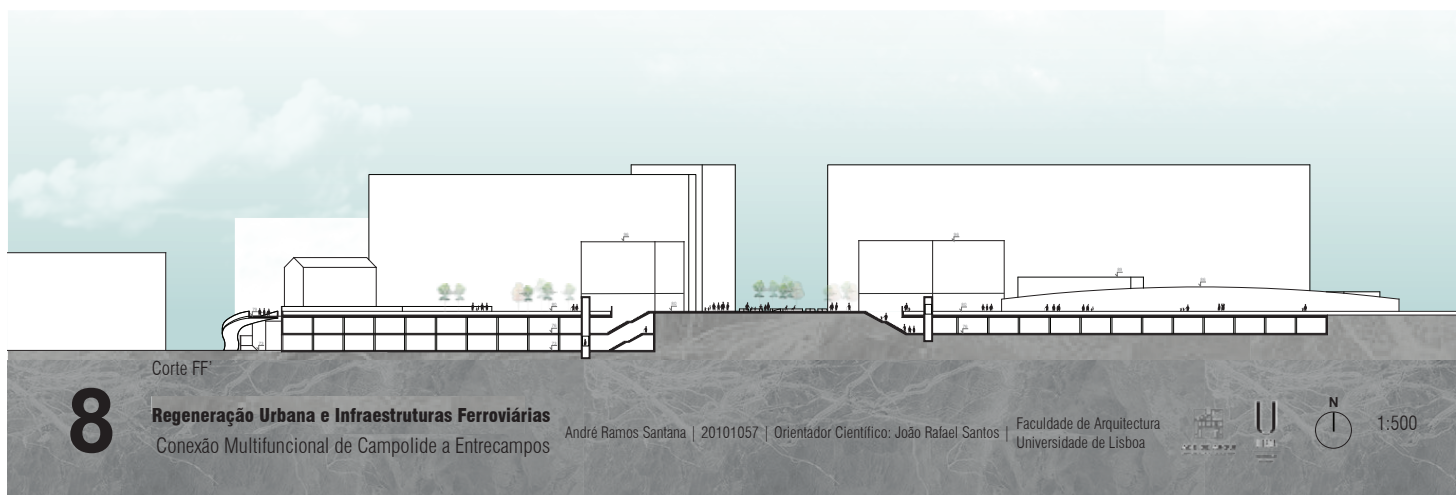 Corte FF'
8
Regeneração Urbana e Infraestruturas Ferroviárias
Conexão Multifuncional de Campolide a Entrecampos
André Ramos Santana | 20101057 | Orientador Científico: João Rafael Santos |
Faculdade de Arquitectura
Universidade de Lisboa
U
N
1:500